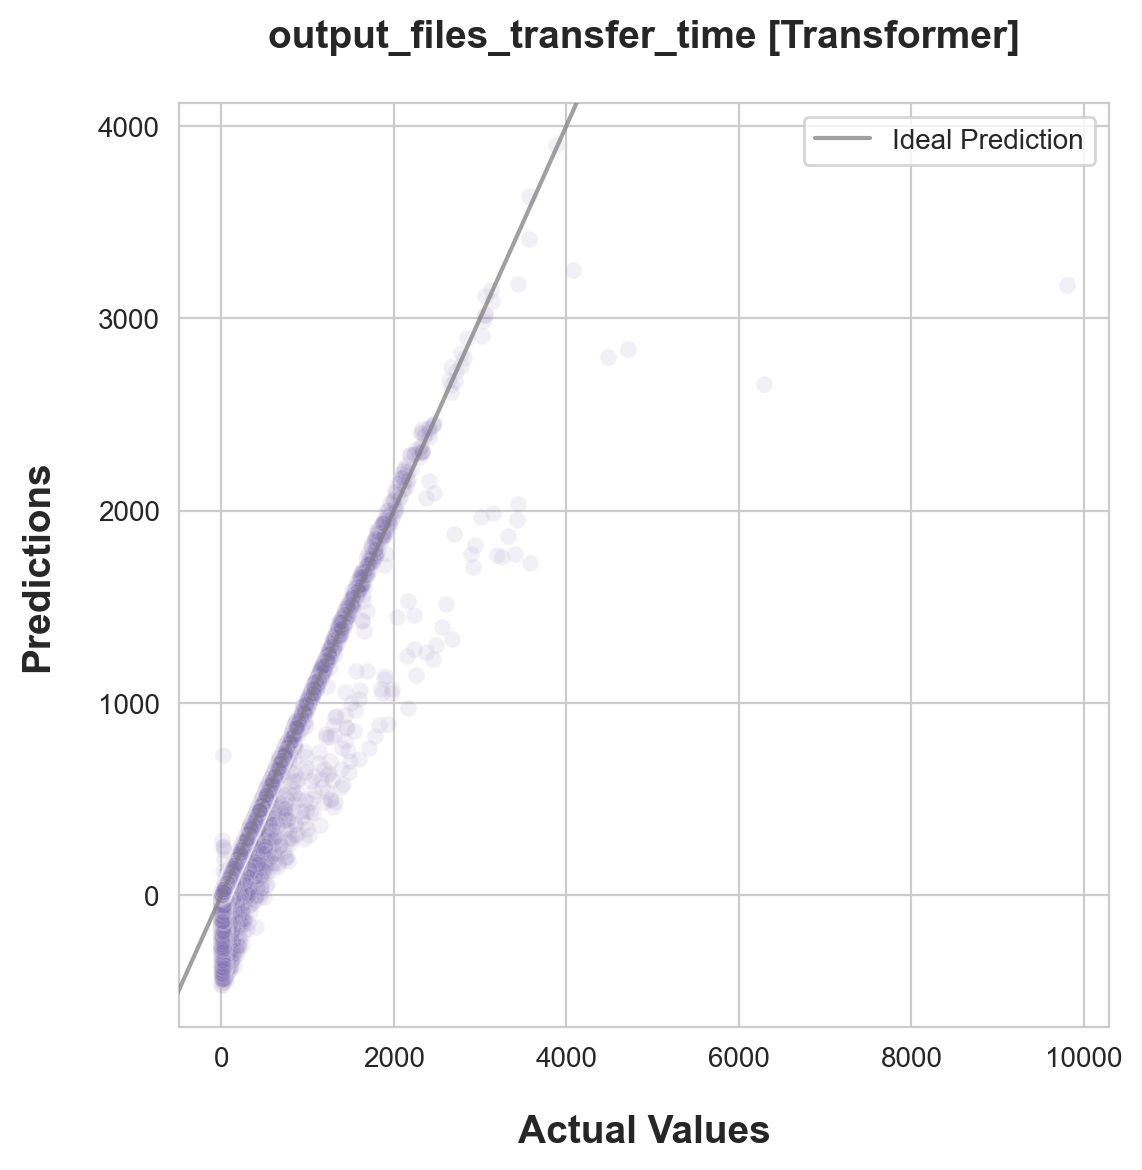 output_files_transfer_time [Transformer]
Ideal Prediction
4000
3000
2000
1000
0
Predictions
0
2000
4000
6000
8000
10000
Actual Values